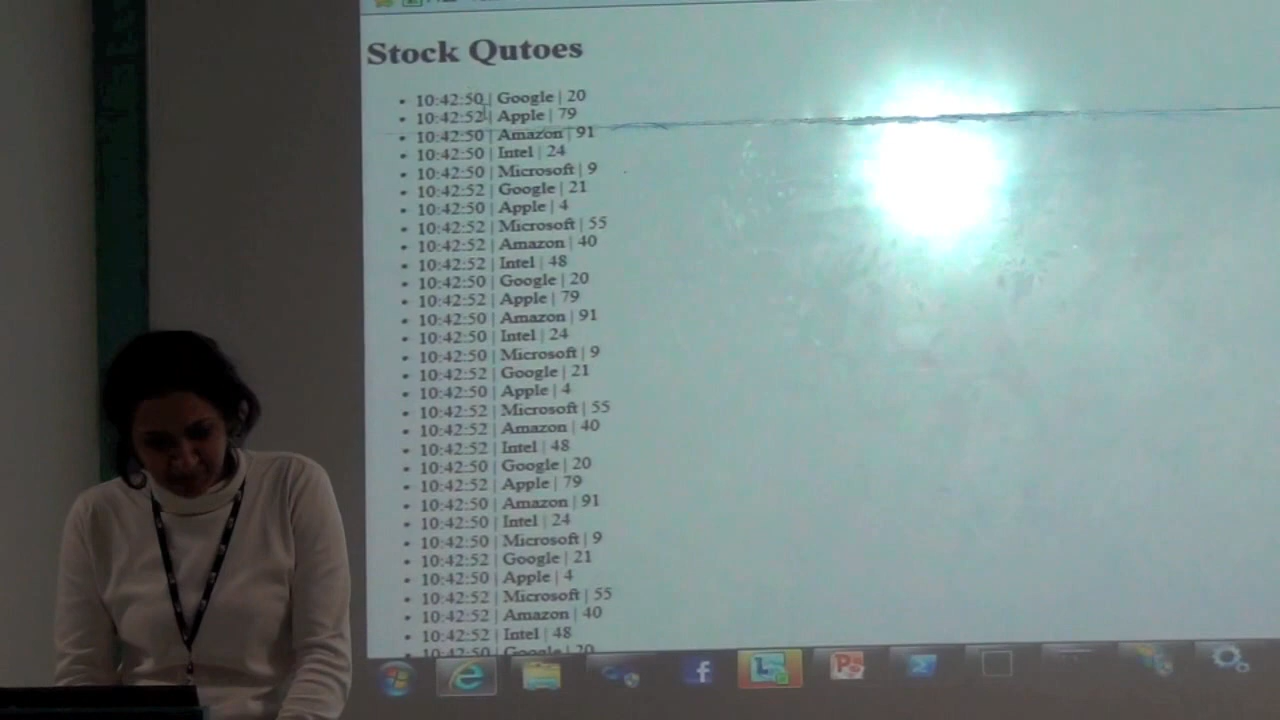 Stock Qutoes
• 10:42:50 | Google | 20
• 10:42:52 | Apple | 79
• 10:42:50 | Amazon | 91
• 10:42:50 | Intel | 24
• 10:42:50 | Microsoft | 9
• 10:42:52 | Google | 21
• 10:42:50 | Apple | 4
• 10:42:52 | Microsoft | 55
• 10:42:52 | Amazon | 40
• 10:42:52 | Intel | 48
• 10:42:50 | Google | 20
• 10:42:52 | Apple | 79
• 10:42:50 | Amazon | 91
• 10:42:50 | Intel | 24
• 10:42:50 | Microsoft | 9
• 10:42:52 | Google | 21
• 10:42:50 | Apple | 4
• 10:42:52 | Microsoft | 55
• 10:42:52 | Amazon | 40
• 10:42:52 | Intel | 48
• 10:42:50 | Google | 20
• 10:42:52 | Apple | 79
• 10:42:50 | Amazon | 91
• 10:42:50 | Intel | 24
• 10:42:50 | Microsoft | 9
• 10:42:52 | Google | 21
• 10:42:50 | Apple | 4
• 10:42:52 | Microsoft | 55
• 10:42:52 | Amazon | 40
• 10:42:52 | Intel | 48
10:42:50 | Google | 20